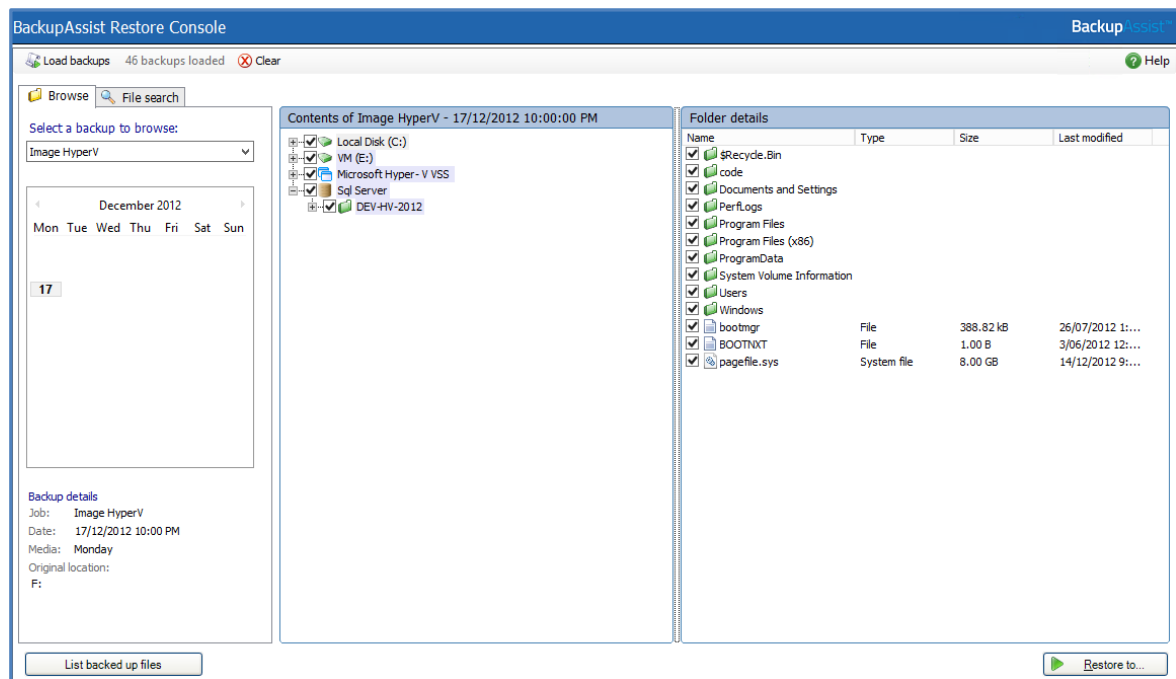 BackupAssist Restore Console
BackupAssist™
Load backups 46 backups loaded Clear
Help
Browse File search
Select a backup to browse:
Image HyperV
December 2012
Mon Tue Wed Thu Fri Sat Sun
17
Backup details
Job: Image HyperV
Date: 17/12/2012 10:00 PM
Media: Monday
Original location:
F:
List backed up files
Contents of Image HyperV - 17/12/2012 10:00:00 PM
Local Disk (C:)
VM (E:)
Microsoft Hyper- V VSS
Sql Server
DEV-HV-2012
Folder details
Name Type Size Last modified
$Recycle.Bin
code
Documents and Settings
PerfLogs
Program Files
Program Files (x86)
ProgramData
System Volume Information
Users
Windows
bootmgr File 388.82 kB 26/07/2012 1:...
BOOTNXT File 1.00 B 3/06/2012 12:...
pagefile.sys System file 8.00 GB 14/12/2012 9:...
Restore to...